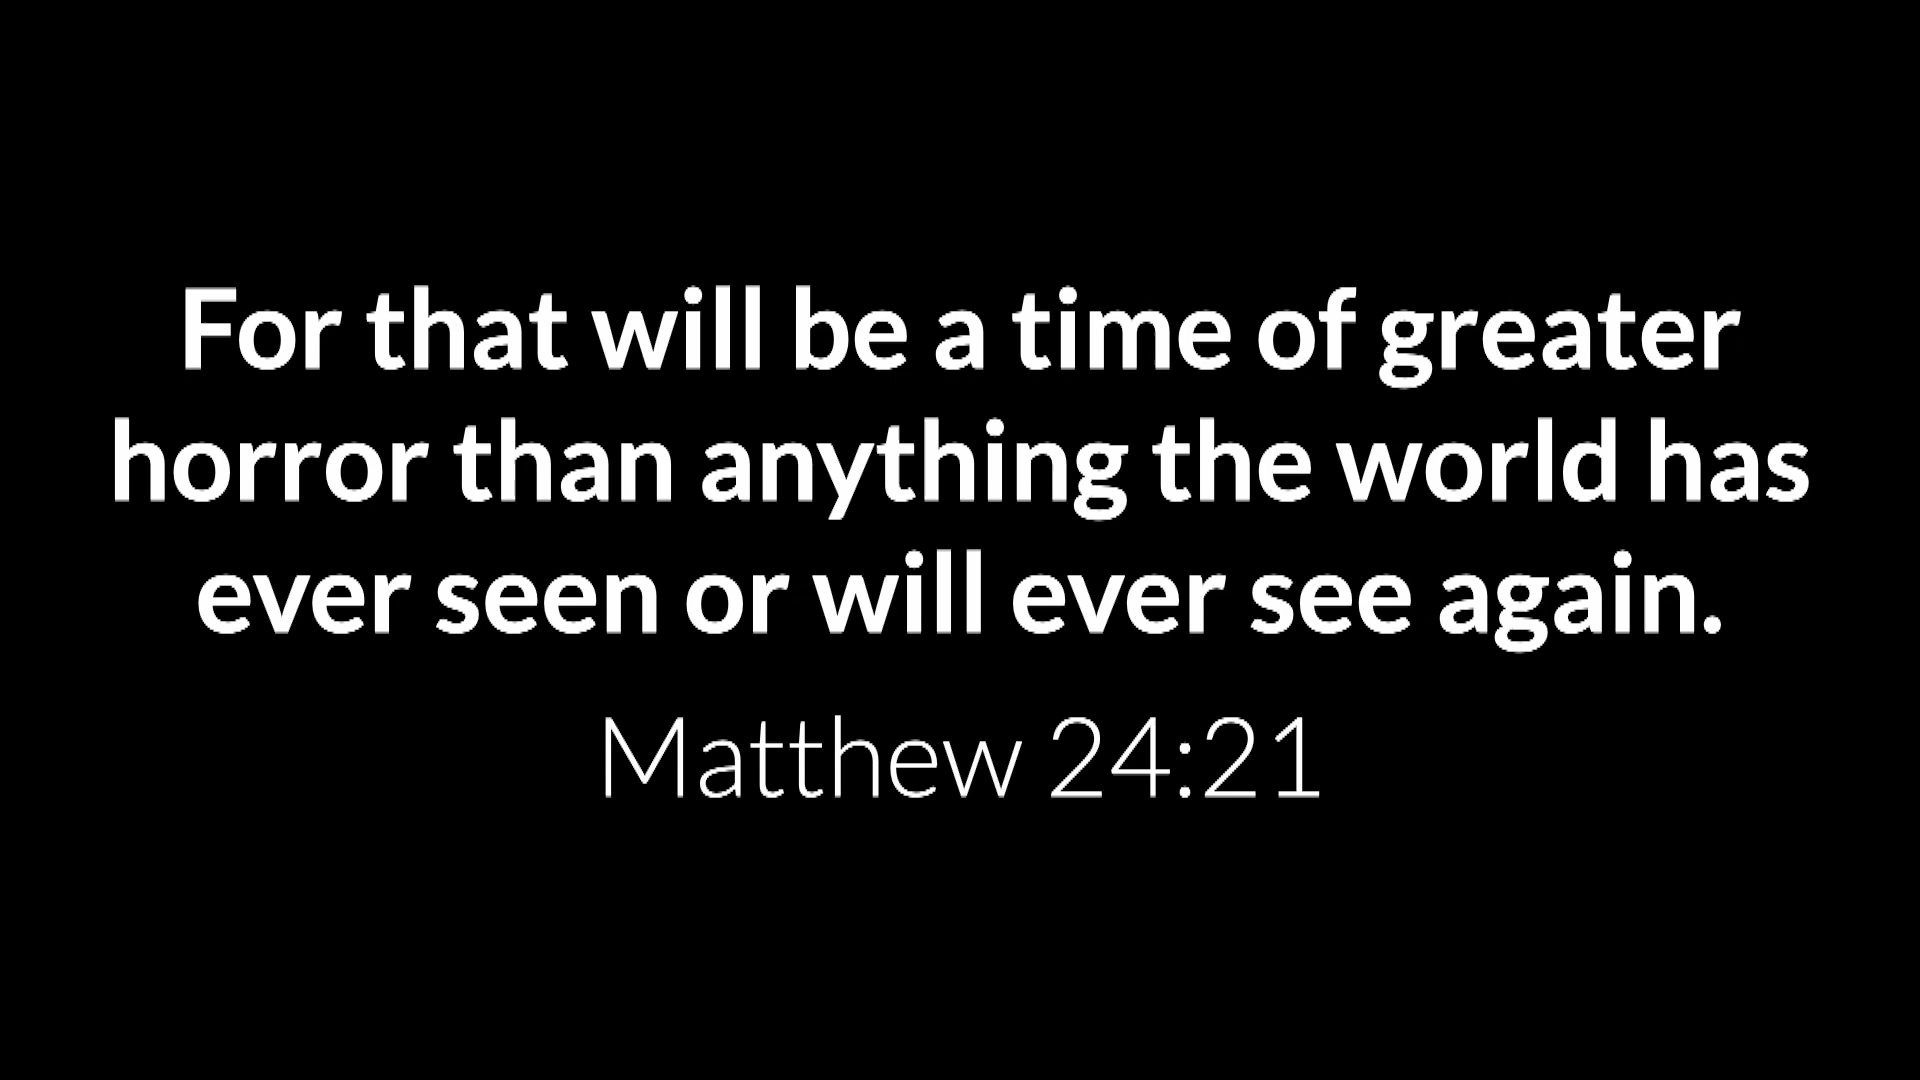 For that will be a time of greater
horror than anything the world has
ever seen or will ever see again.
Matthew 24:21